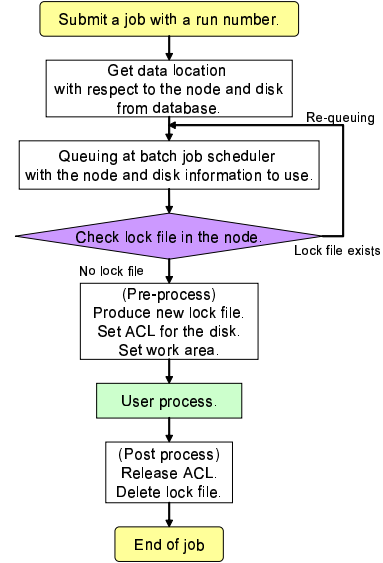 Submit a job with a run number.
Get data location
with respect to the node and disk
from database.
Re-queuing
Queuing at batch job scheduler
with the node and disk information to use.
Check lock file in the node.
Lock file exists
No lock file
(Pre-process)
Produce new lock file.
Set ACL for the disk.
Set work area.
User process.
(Post process)
Release ACL.
Delete lock file.
End of job